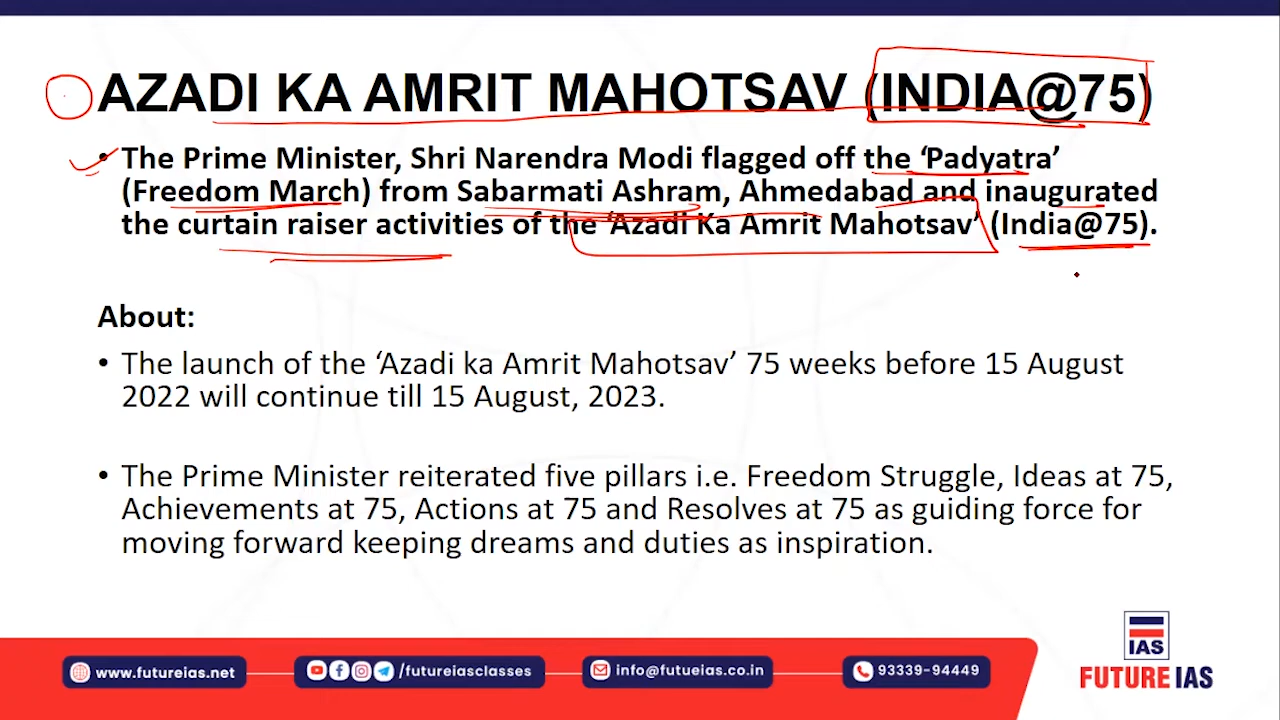 AZADI KA AMRIT MAHOTSAV (INDIA@75)
• The Prime Minister, Shri Narendra Modi flagged off the ‘Padyatra’
(Freedom March) from Sabarmati Ashram, Ahmedabad and inaugurated
the curtain raiser activities of the ‘Azadi Ka Amrit Mahotsav’ (India@75).
About:
• The launch of the ‘Azadi ka Amrit Mahotsav’ 75 weeks before 15 August
2022 will continue till 15 August, 2023.
• The Prime Minister reiterated five pillars i.e. Freedom Struggle, Ideas at 75,
Achievements at 75, Actions at 75 and Resolves at 75 as guiding force for
moving forward keeping dreams and duties as inspiration.
www.futureias.net
/futureiasclasses
info@futueias.co.in
93339-94449
IAS
FUTURE IAS